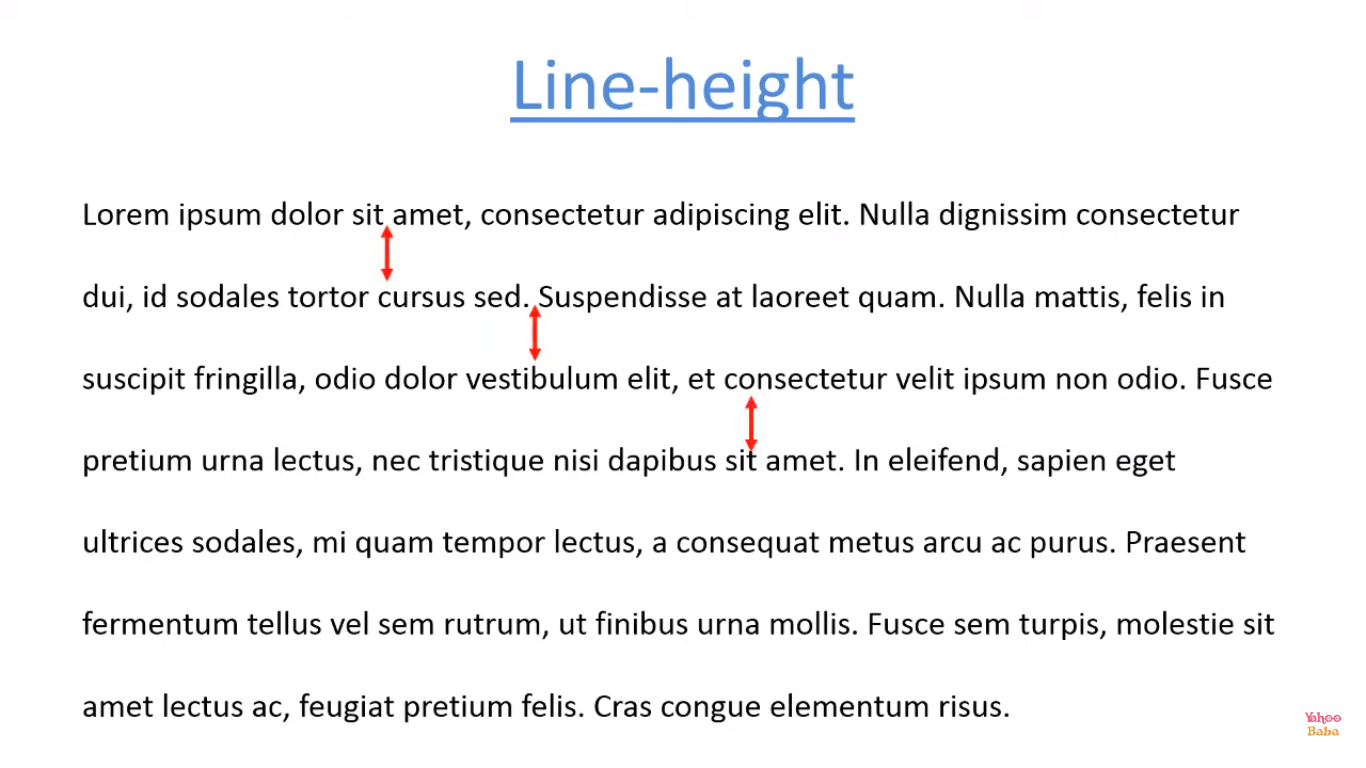 Line-height
Lorem ipsum dolor sit amet, consectetur adipiscing elit. Nulla dignissim consectetur
dui, id sodales tortor cursus sed. Suspendisse at laoreet quam. Nulla mattis, felis in
suscipit fringilla, odio dolor vestibulum elit, et consectetur velit ipsum non odio. Fusce
pretium urna lectus, nec tristique nisi dapibus sit amet. In eleifend, sapien eget
ultrices sodales, mi quam tempor lectus, a consequat metus arcu ac purus. Praesent
fermentum tellus vel sem rutrum, ut finibus urna mollis. Fusce sem turpis, molestie sit
amet lectus ac, feugiat pretium felis. Cras congue elementum risus.
Yahoo
Baba